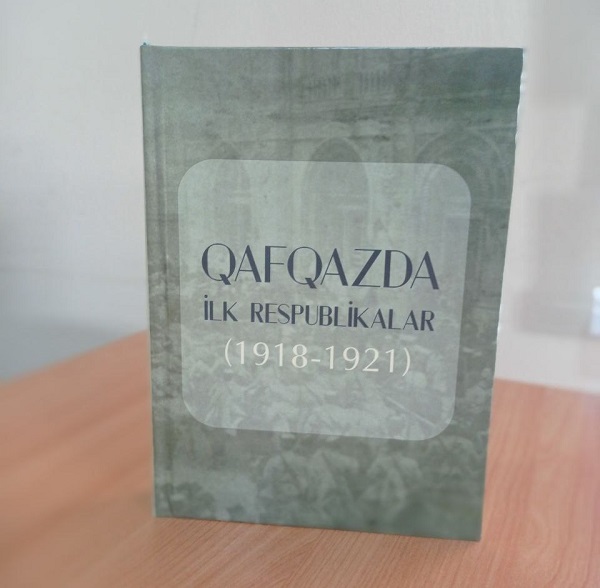 QAFQAZDA
İLK RESPUBLİKALAR
(1918-1921)